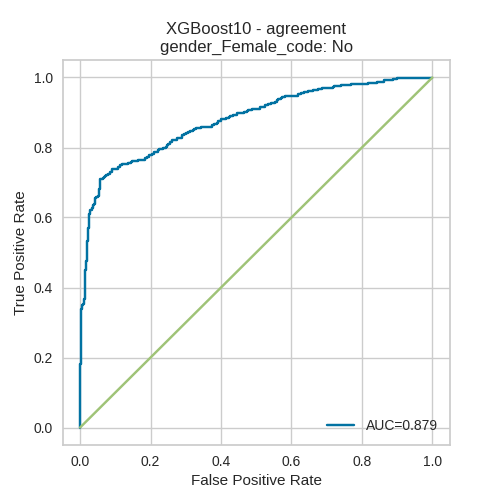 XGBoost10 - agreement
gender_Female_code: No
True Positive Rate
1.0
0.8
0.6
0.4
0.2
0.0
AUC=0.879
0.0 0.2 0.4 0.6 0.8 1.0
False Positive Rate